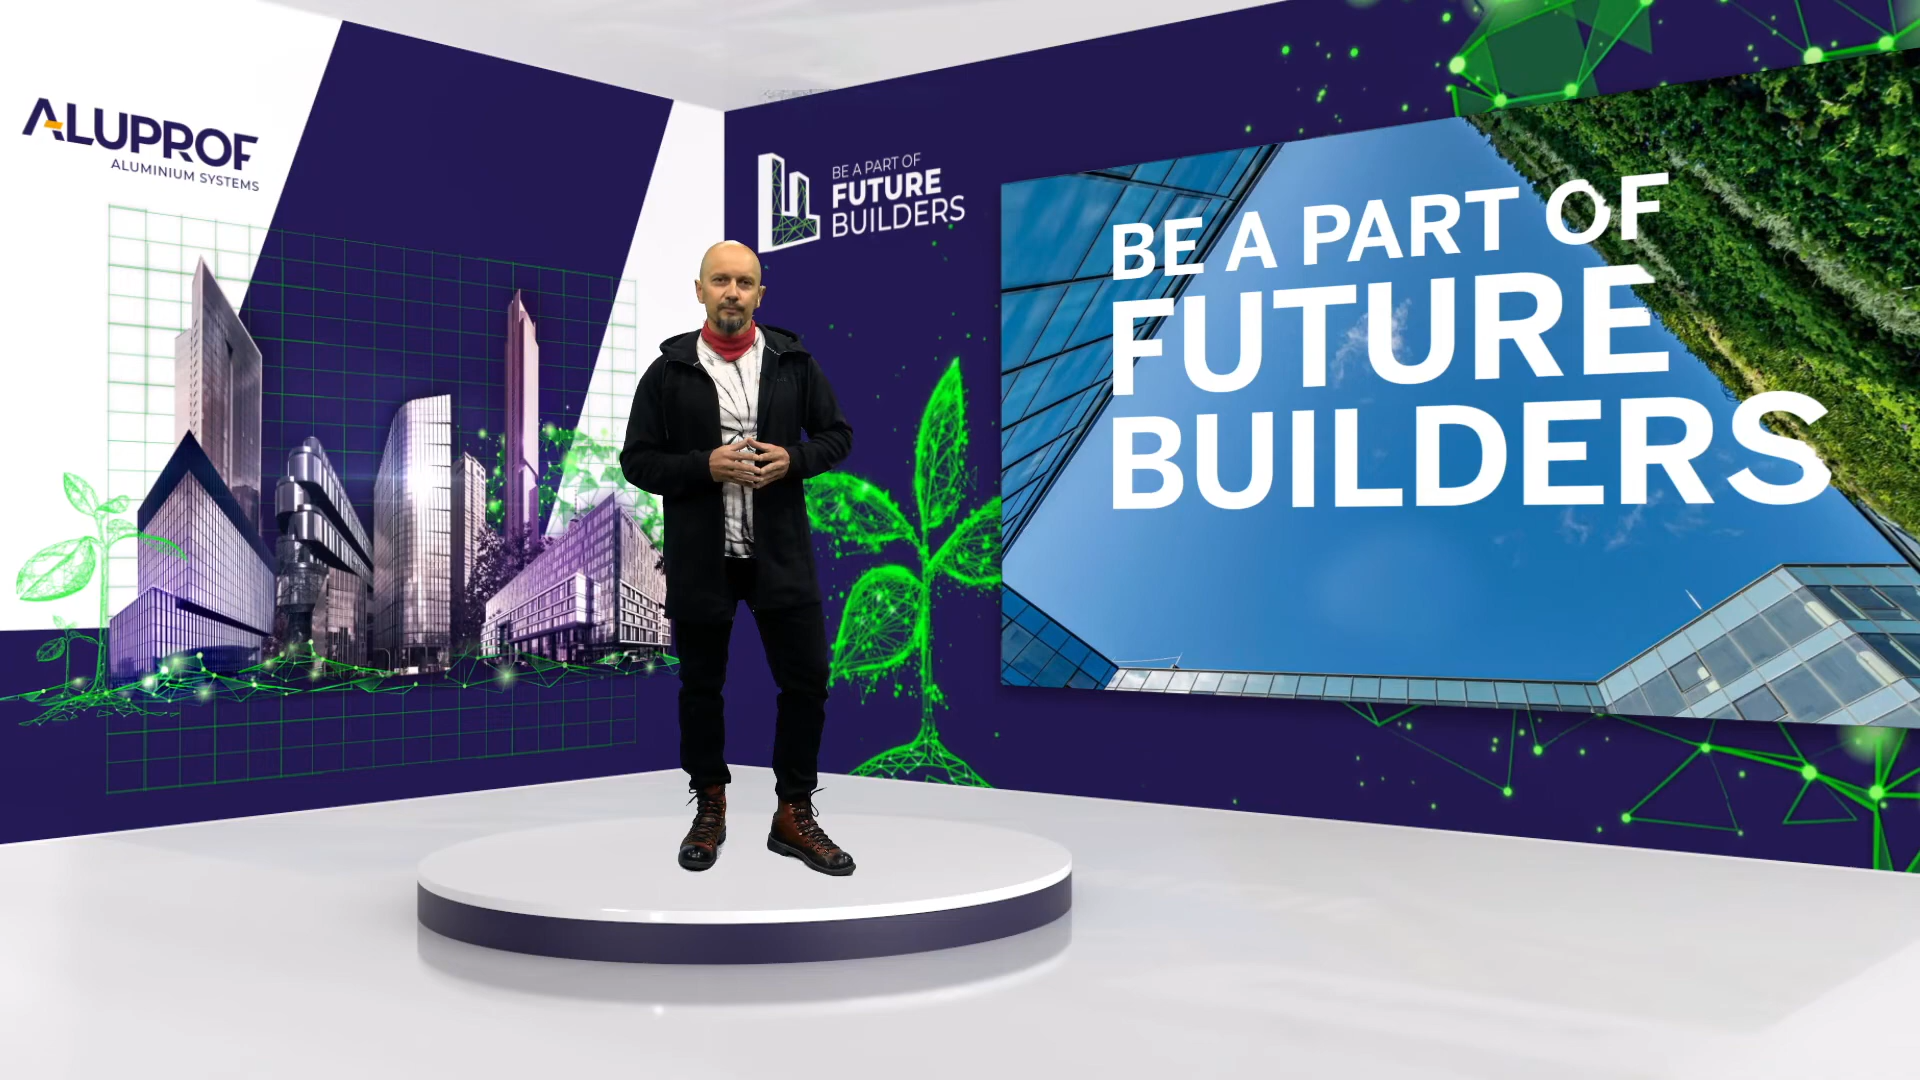 ALUPROF
ALUMINIUM SYSTEMS
BE A PART OF
FUTURE
BUILDERS
BE A PART OF
FUTURE
BUILDERS